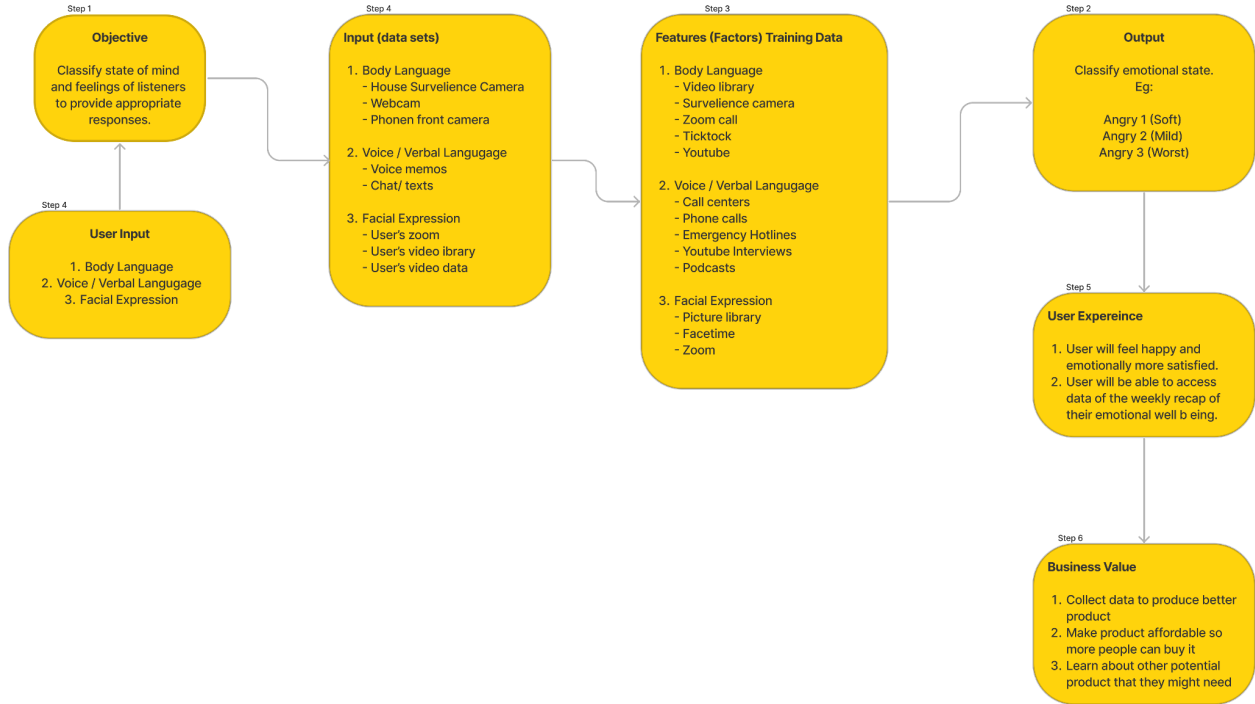 Step 1
Objective
Classify state of mind
and feelings of listeners
to provide appropriate
responses.
Step 4
User Input
1. Body Language
2. Voice / Verbal Langugage
3. Facial Expression
Step 4
Input (data sets)
1. Body Language
- House Survelience Camera
- Webcam
- Phonen front camera
2. Voice / Verbal Langugage
- Voice memos
- Chat/ texts
3. Facial Expression
- User's zoom
- User's video ibrary
- User's video data
Step 3
Features (Factors) Training Data
1. Body Language
- Video library
- Survelience camera
- Zoom call
- Ticktock
- Youtube
2. Voice / Verbal Langugage
- Call centers
- Phone calls
- Emergency Hotlines
- Youtube Interviews
- Podcasts
3. Facial Expression
- Picture library
- Facetime
- Zoom
Step 2
Output
Classify emotional state.
Eg:
Angry 1 (Soft)
Angry 2 (Mild)
Angry 3 (Worst)
Step 5
User Expereince
1. User will feel happy and
emotionally more satisfied.
2. User will be able to access
data of the weekly recap of
their emotional well b eing.
Step 6
Business Value
1. Collect data to produce better
product
2. Make product affordable so
more people can buy it
3. Learn about other potential
product that they might need